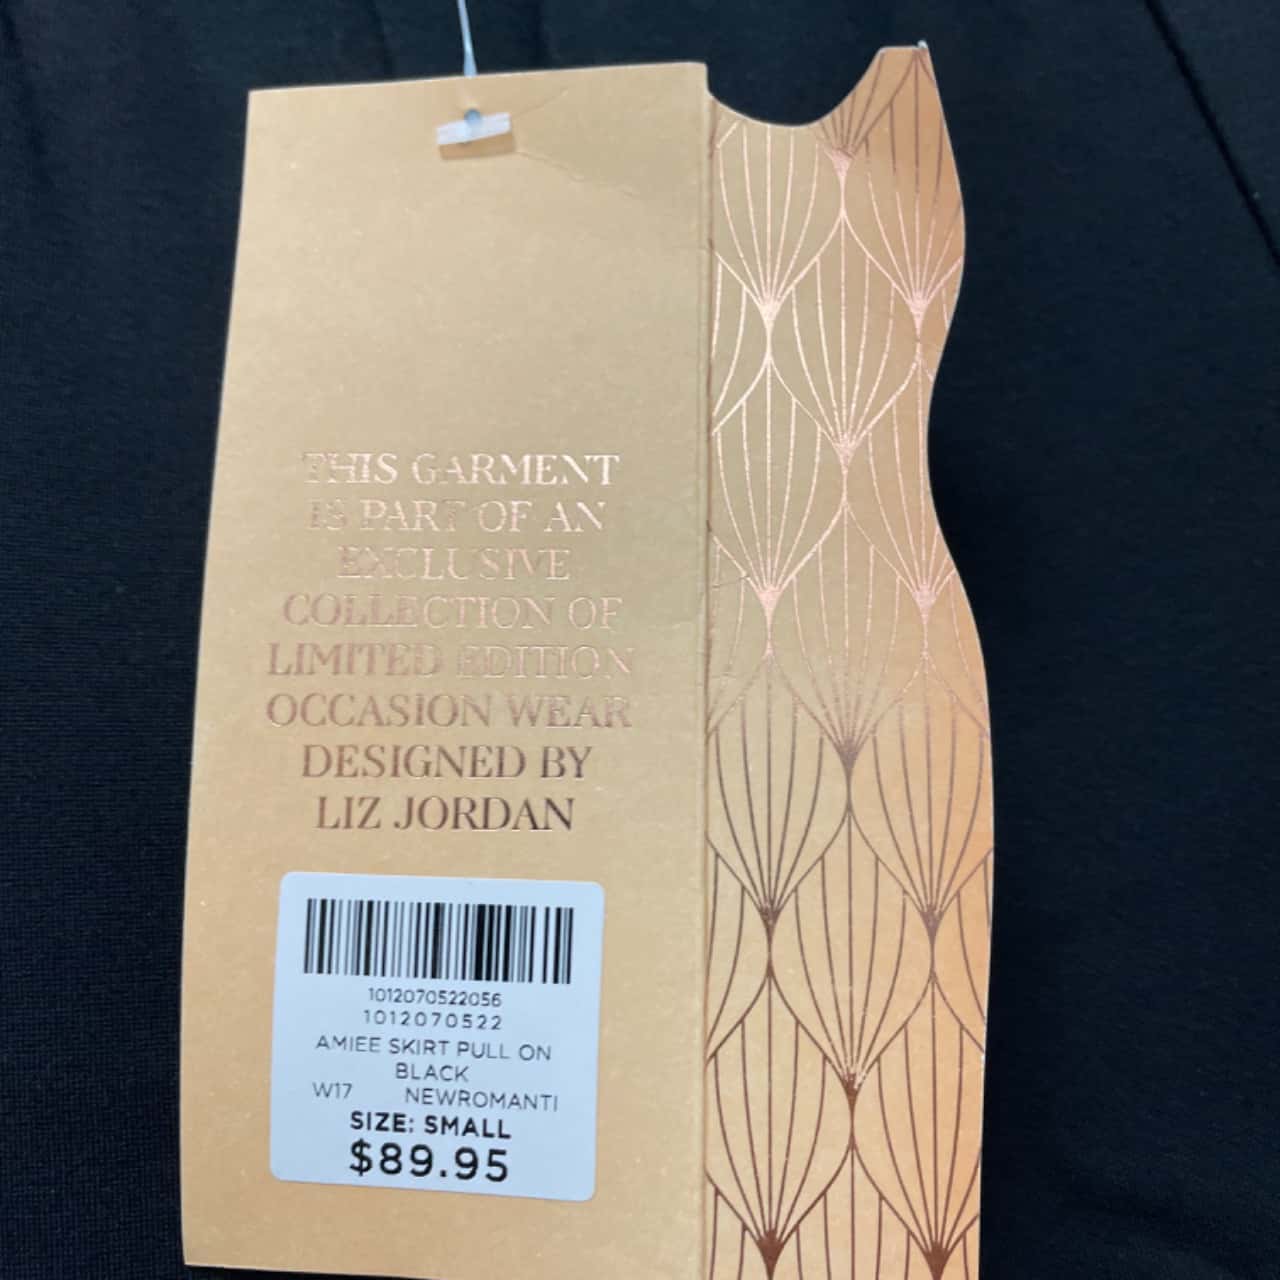 THIS GARMENT
IS PART OF AN
EXCLUSIVE
COLLECTION OF
LIMITED EDITION
OCCASION WEAR
DESIGNED BY
LIZ JORDAN
1012070522056
1012070522
AMIEE SKIRT PULL ON
BLACK
W17 NEWROMANTI
SIZE: SMALL
$89.95